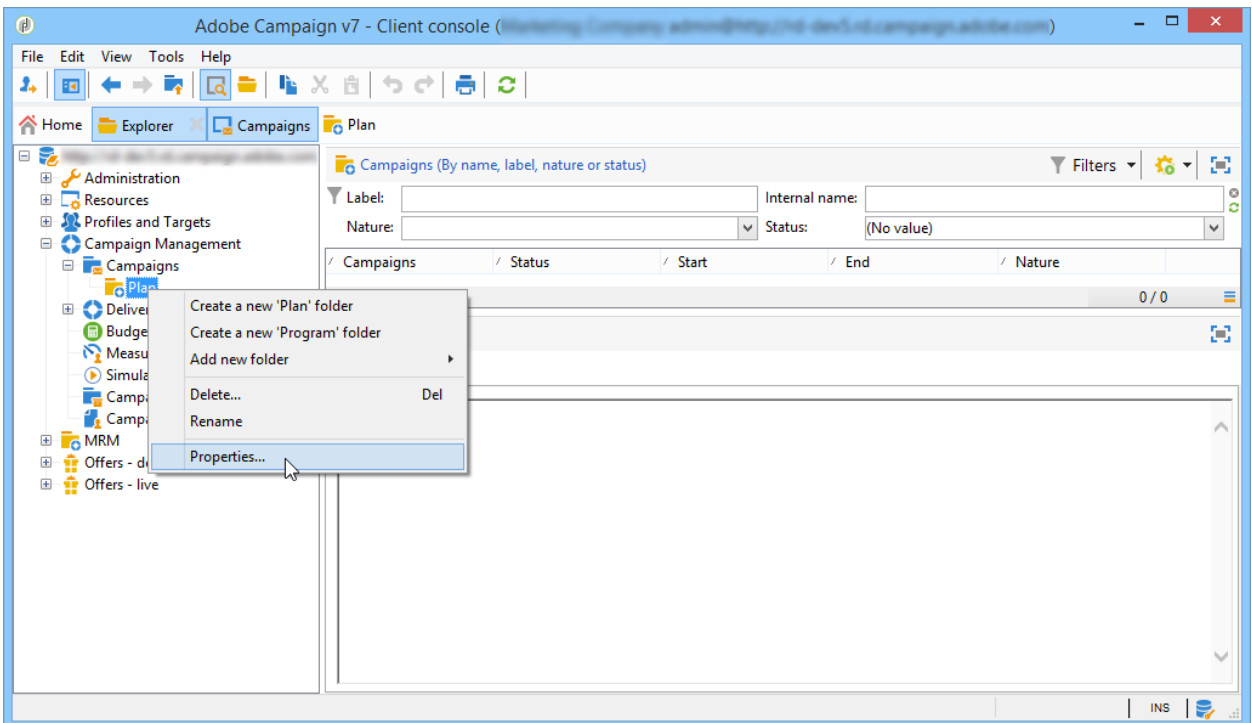 Adobe Campaign v7 - Client console ( )
File Edit View Tools Help
Home Explorer Campaigns Plan
Administration
Resources
Profiles and Targets
Campaign Management
Campaigns
Plan
Create a new 'Plan' folder
Create a new 'Program' folder
Add new folder
Delete... Del
Rename
Properties...
MRM
Offers - d
Offers - live
Campaigns (By name, label, nature or status) Filters
Label: Internal name:
Nature: Status: (No value)
Campaigns Status Start End Nature
0 / 0
INS